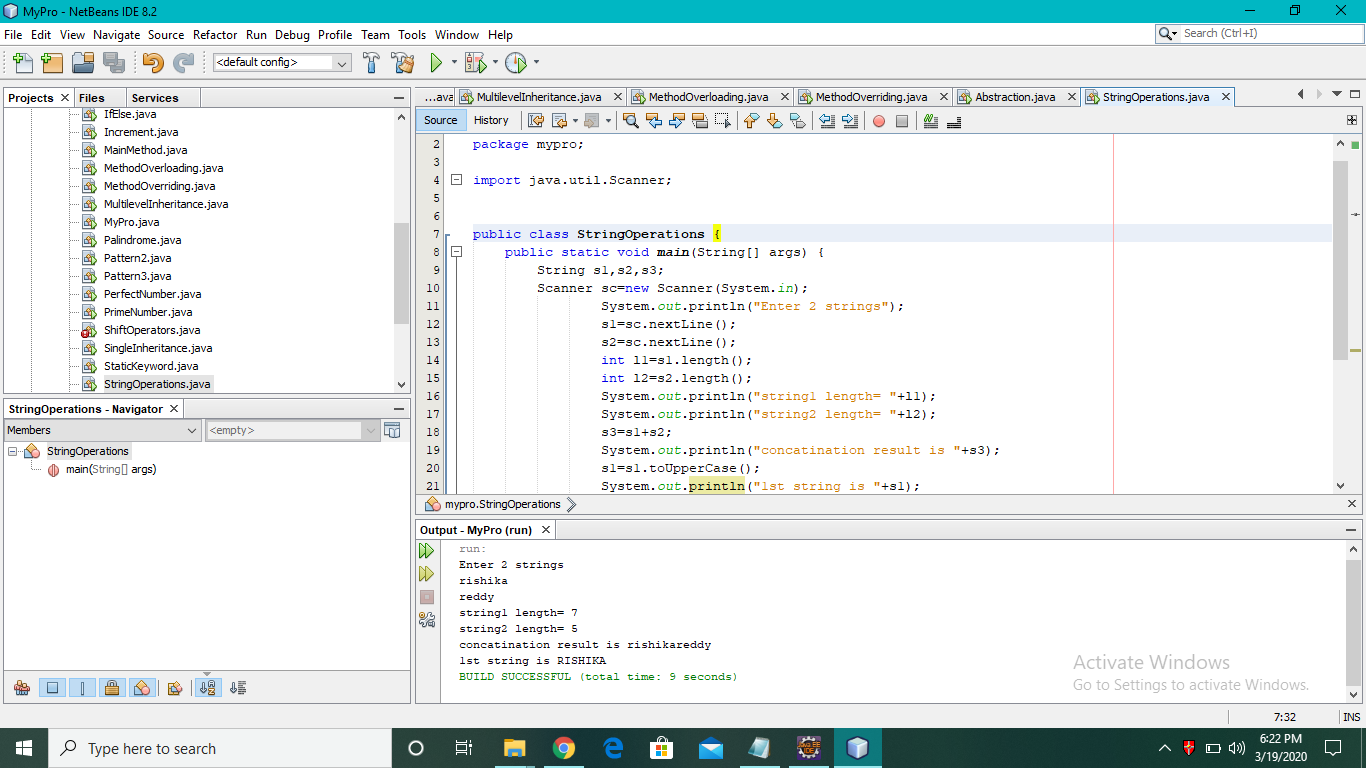 MyPro - NetBeans IDE 8.2
File Edit View Navigate Source Refactor Run Debug Profile Team Tools Window Help
Search (Ctrl+I)
<default config>
Projects Files Services
IfElse.java
Increment.java
MainMethod.java
MethodOverloading.java
MethodOverriding.java
MultilevelInheritance.java
MyPro.java
Palindrome.java
Pattern2.java
Pattern3.java
PerfectNumber.java
PrimeNumber.java
ShiftOperators.java
SingleInheritance.java
StaticKeyword.java
StringOperations.java
StringOperations - Navigator
Members <empty>
StringOperations
main(String[] args)
...ava MultilevelInheritance.java MethodOverloading.java MethodOverriding.java Abstraction.java StringOperations.java
Source History
2 package mypro;
3
4 import java.util.Scanner;
5
6
7 public class StringOperations {
8 public static void main(String[] args) {
9 String s1,s2,s3;
10 Scanner sc=new Scanner(System.in);
11 System.out.println("Enter 2 strings");
12 s1=sc.nextLine();
13 s2=sc.nextLine();
14 int l1=s1.length();
15 int l2=s2.length();
16 System.out.println("string1 length= "+l1);
17 System.out.println("string2 length= "+l2);
18 s3=s1+s2;
19 System.out.println("concatination result is "+s3);
20 s1=s1.toUpperCase();
21 System.out.println("1st string is "+s1);
mypro.StringOperations
Output - MyPro (run)
run:
Enter 2 strings
rishika
reddy
string1 length= 7
string2 length= 5
concatination result is rishikareddy
1st string is RISHIKA
BUILD SUCCESSFUL (total time: 9 seconds)
Activate Windows
Go to Settings to activate Windows.
7:32 INS
Type here to search
6:22 PM
3/19/2020